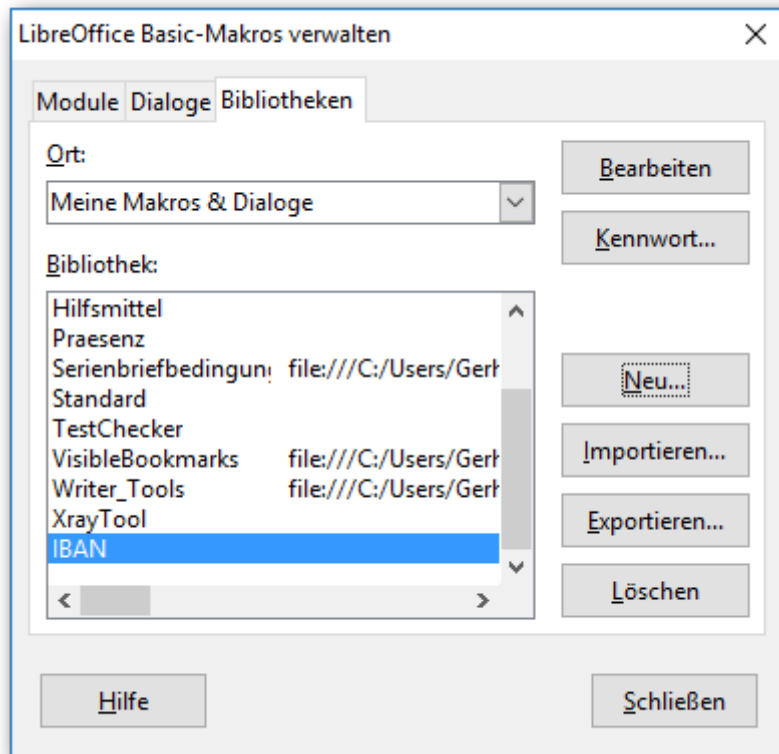 LibreOffice Basic-Makros verwalten
Module Dialoge Bibliotheken
Ort:
Meine Makros & Dialoge
Bearbeiten
Kennwort...
Bibliothek:
Hilfsmittel
Praesenz
Serienbriefbedingung file:///C:/Users/Gerh
Standard
TestChecker
VisibleBookmarks file:///C:/Users/Gerh
Writer_Tools file:///C:/Users/Gerh
XrayTool
IBAN
Neu...
Importieren...
Exportieren...
Löschen
Hilfe
Schließen